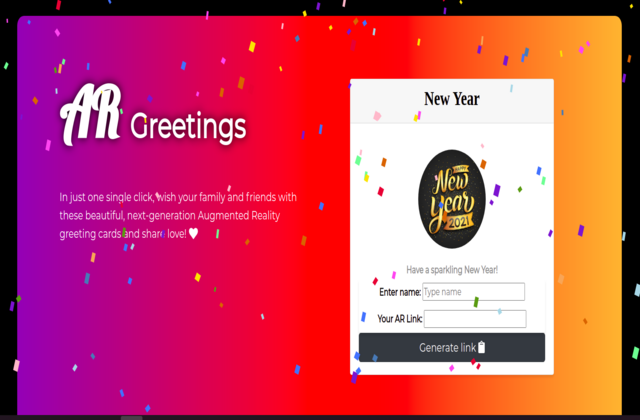 AR Greetings
In just one single click, wish your family and friends with
these beautiful, next-generation Augmented Reality
greeting cards and share love!
New Year
New
year
2021
Have a sparkling New Year!
Enter name: Type name
Your AR Link:
Generate link